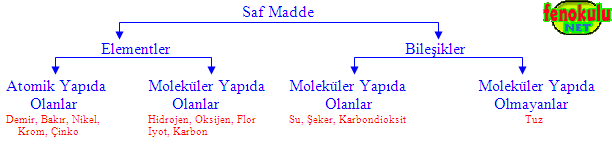 Saf Madde
fenokulu
NET
Elementler
Bileşikler
Atomik Yapıda
Olanlar
Demir, Bakır, Nikel,
Krom, Çinko
Moleküler Yapıda
Olanlar
Hidrojen, Oksijen, Flor
Iyot, Karbon
Moleküler Yapıda
Olanlar
Su, Şeker, Karbondioksit
Moleküler Yapıda
Olmayanlar
Tuz